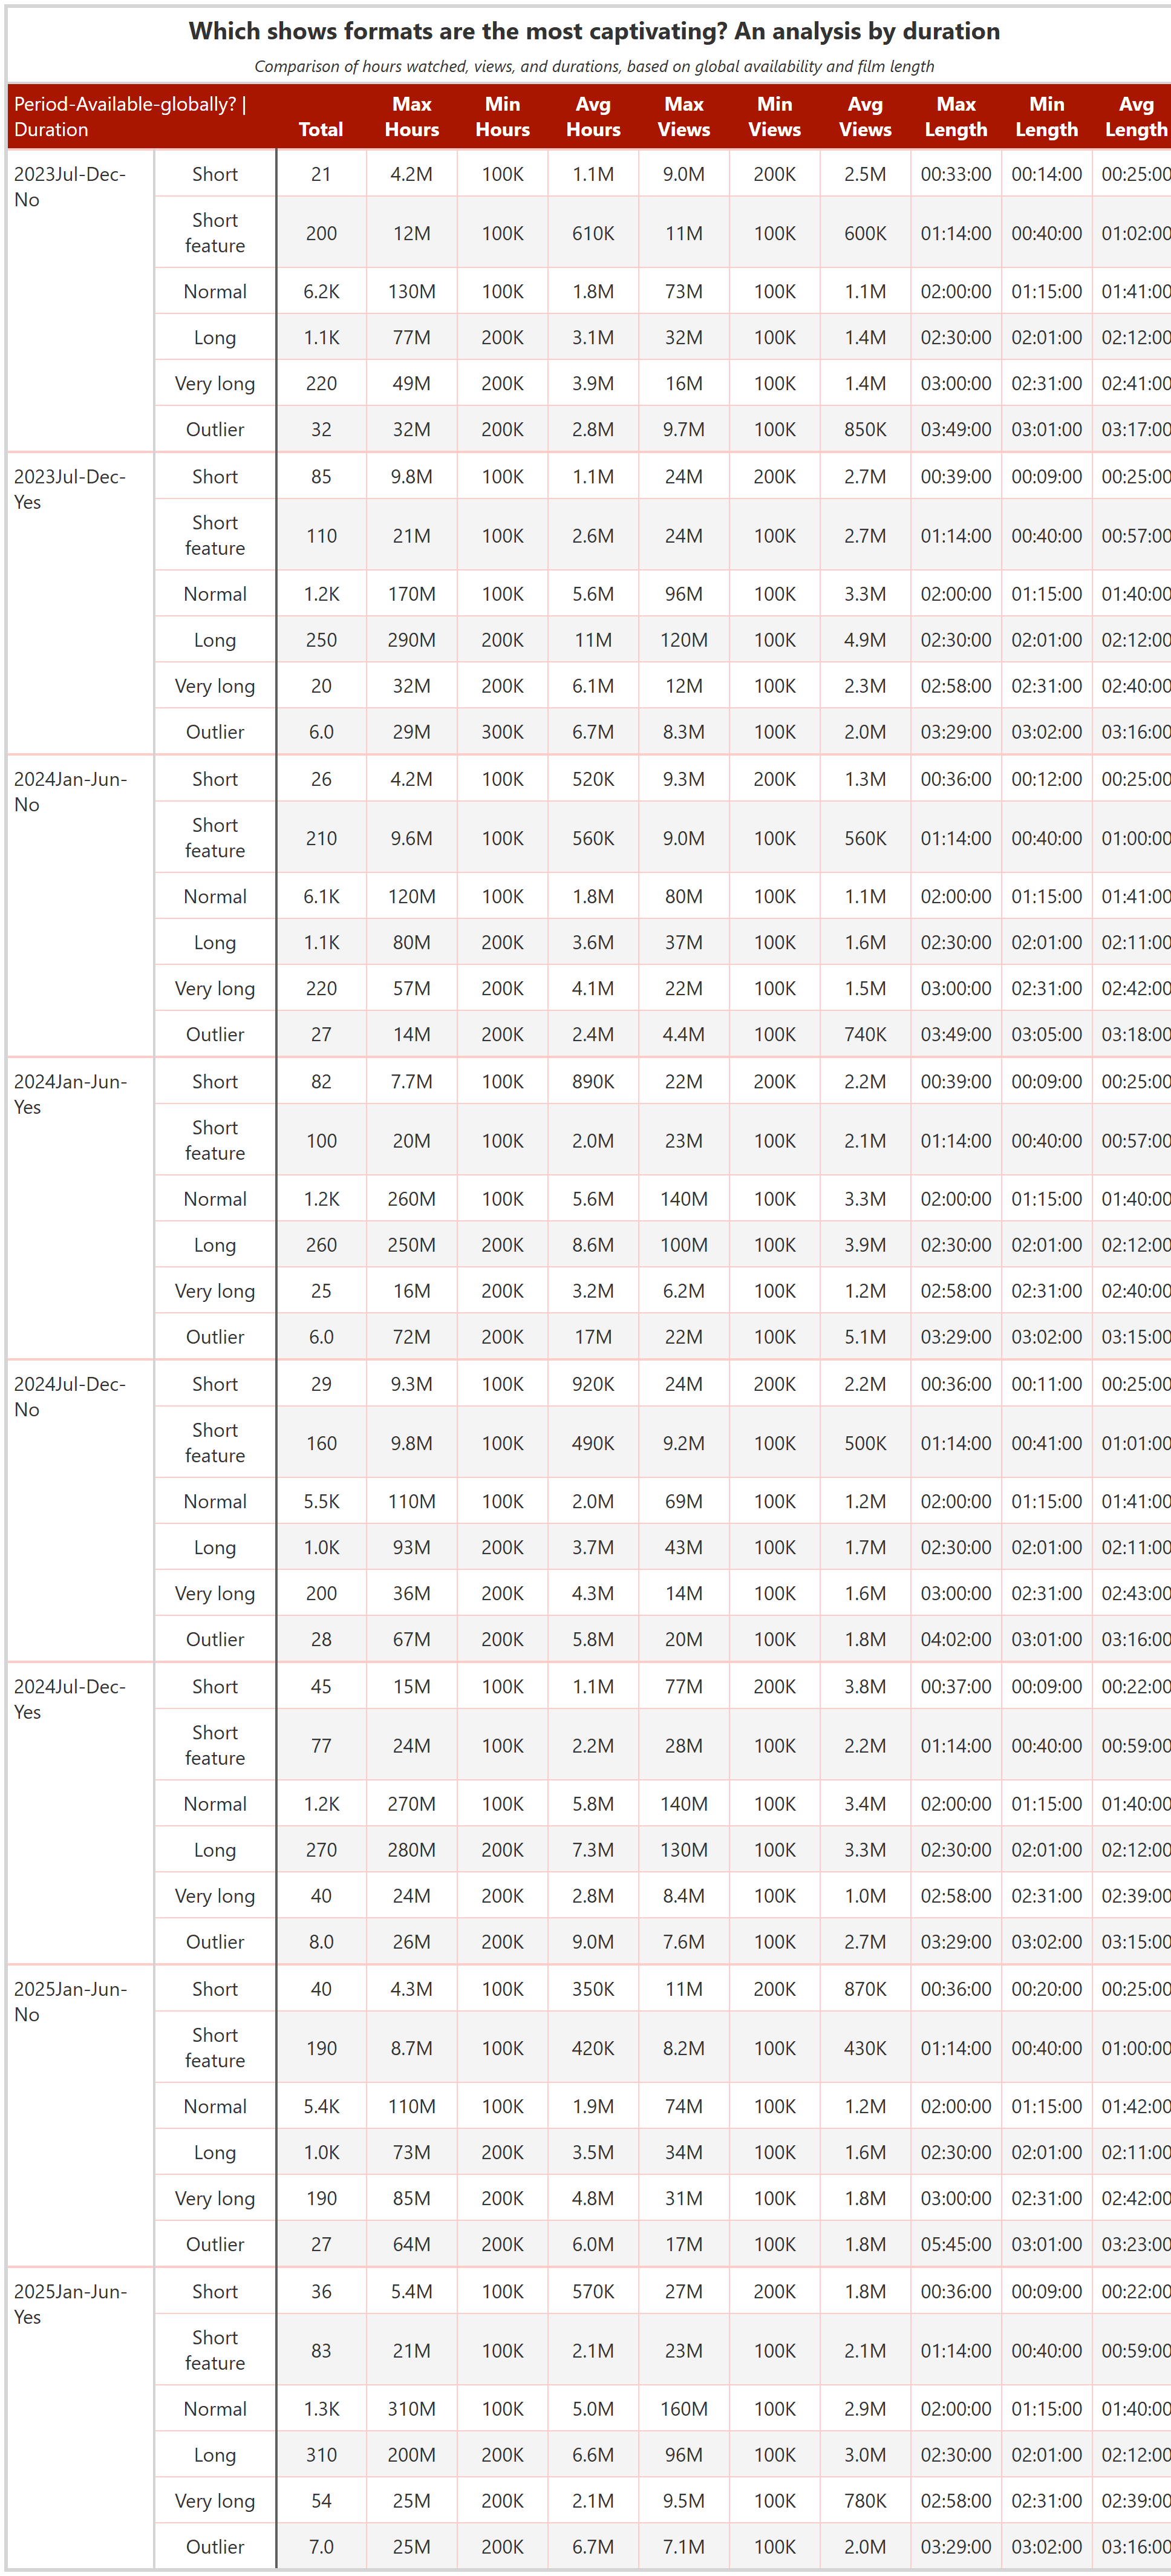 Which shows formats are the most captivating? An analysis by duration
Comparison of hours watched, views, and durations, based on global availability and film length
Period-Available-globally? | Duration Total Max Hours Min Hours Avg Hours Max Views Min Views Avg Views Max Length Min Length Avg Length
2023Jul-Dec-No Short 21 4.2M 100K 1.1M 9.0M 200K 2.5M 00:33:00 00:14:00 00:25:00
Short feature 200 12M 100K 610K 11M 100K 600K 01:14:00 00:40:00 01:02:00
Normal 6.2K 130M 100K 1.8M 73M 100K 1.1M 02:00:00 01:15:00 01:41:00
Long 1.1K 77M 200K 3.1M 32M 100K 1.4M 02:30:00 02:01:00 02:12:00
Very long 220 49M 200K 3.9M 16M 100K 1.4M 03:00:00 02:31:00 02:41:00
Outlier 32 32M 200K 2.8M 9.7M 100K 850K 03:49:00 03:01:00 03:17:00
2023Jul-Dec-Yes Short 85 9.8M 100K 1.1M 24M 200K 2.7M 00:39:00 00:09:00 00:25:00
Short feature 110 21M 100K 2.6M 24M 100K 2.7M 01:14:00 00:40:00 00:57:00
Normal 1.2K 170M 100K 5.6M 96M 100K 3.3M 02:00:00 01:15:00 01:40:00
Long 250 290M 200K 11M 120M 100K 4.9M 02:30:00 02:01:00 02:12:00
Very long 20 32M 200K 6.1M 12M 100K 2.3M 02:58:00 02:31:00 02:40:00
Outlier 6.0 29M 300K 6.7M 8.3M 100K 2.0M 03:29:00 03:02:00 03:16:00
2024Jan-Jun-No Short 26 4.2M 100K 520K 9.3M 200K 1.3M 00:36:00 00:12:00 00:25:00
Short feature 210 9.6M 100K 560K 9.0M 100K 560K 01:14:00 00:40:00 01:00:00
Normal 6.1K 120M 100K 1.8M 80M 100K 1.1M 02:00:00 01:15:00 01:41:00
Long 1.1K 80M 200K 3.6M 37M 100K 1.6M 02:30:00 02:01:00 02:11:00
Very long 220 57M 200K 4.1M 22M 100K 1.5M 03:00:00 02:31:00 02:42:00
Outlier 27 14M 200K 2.4M 4.4M 100K 740K 03:49:00 03:05:00 03:18:00
2024Jan-Jun-Yes Short 82 7.7M 100K 890K 22M 200K 2.2M 00:39:00 00:09:00 00:25:00
Short feature 100 20M 100K 2.0M 23M 100K 2.1M 01:14:00 00:40:00 00:57:00
Normal 1.2K 260M 100K 5.6M 140M 100K 3.3M 02:00:00 01:15:00 01:40:00
Long 260 250M 200K 8.6M 100M 100K 3.9M 02:30:00 02:01:00 02:12:00
Very long 25 16M 200K 3.2M 6.2M 100K 1.2M 02:58:00 02:31:00 02:40:00
Outlier 6.0 72M 200K 17M 22M 100K 5.1M 03:29:00 03:02:00 03:15:00
2024Jul-Dec-No Short 29 9.3M 100K 920K 24M 200K 2.2M 00:36:00 00:11:00 00:25:00
Short feature 160 9.8M 100K 490K 9.2M 100K 500K 01:14:00 00:41:00 01:01:00
Normal 5.5K 110M 100K 2.0M 69M 100K 1.2M 02:00:00 01:15:00 01:41:00
Long 1.0K 93M 200K 3.7M 43M 100K 1.7M 02:30:00 02:01:00 02:11:00
Very long 200 36M 200K 4.3M 14M 100K 1.6M 03:00:00 02:31:00 02:43:00
Outlier 28 67M 200K 5.8M 20M 100K 1.8M 04:02:00 03:01:00 03:16:00
2024Jul-Dec-Yes Short 45 15M 100K 1.1M 77M 200K 3.8M 00:37:00 00:09:00 00:22:00
Short feature 77 24M 100K 2.2M 28M 100K 2.2M 01:14:00 00:40:00 00:59:00
Normal 1.2K 270M 100K 5.8M 140M 100K 3.4M 02:00:00 01:15:00 01:40:00
Long 270 280M 200K 7.3M 130M 100K 3.3M 02:30:00 02:01:00 02:12:00
Very long 40 24M 200K 2.8M 8.4M 100K 1.0M 02:58:00 02:31:00 02:39:00
Outlier 8.0 26M 200K 9.0M 7.6M 100K 2.7M 03:29:00 03:02:00 03:15:00
2025Jan-Jun-No Short 40 4.3M 100K 350K 11M 200K 870K 00:36:00 00:20:00 00:25:00
Short feature 190 8.7M 100K 420K 8.2M 100K 430K 01:14:00 00:40:00 01:00:00
Normal 5.4K 110M 100K 1.9M 74M 100K 1.2M 02:00:00 01:15:00 01:42:00
Long 1.0K 73M 200K 3.5M 34M 100K 1.6M 02:30:00 02:01:00 02:11:00
Very long 190 85M 200K 4.8M 31M 100K 1.8M 03:00:00 02:31:00 02:42:00
Outlier 27 64M 200K 6.0M 17M 100K 1.8M 05:45:00 03:01:00 03:23:00
2025Jan-Jun-Yes Short 36 5.4M 100K 570K 27M 200K 1.8M 00:36:00 00:09:00 00:22:00
Short feature 83 21M 100K 2.1M 23M 100K 2.1M 01:14:00 00:40:00 00:59:00
Normal 1.3K 310M 100K 5.0M 160M 100K 2.9M 02:00:00 01:15:00 01:40:00
Long 310 200M 200K 6.6M 96M 100K 3.0M 02:30:00 02:01:00 02:12:00
Very long 54 25M 200K 2.1M 9.5M 100K 780K 02:58:00 02:31:00 02:39:00
Outlier 7.0 25M 200K 6.7M 7.1M 100K 2.0M 03:29:00 03:02:00 03:16:00